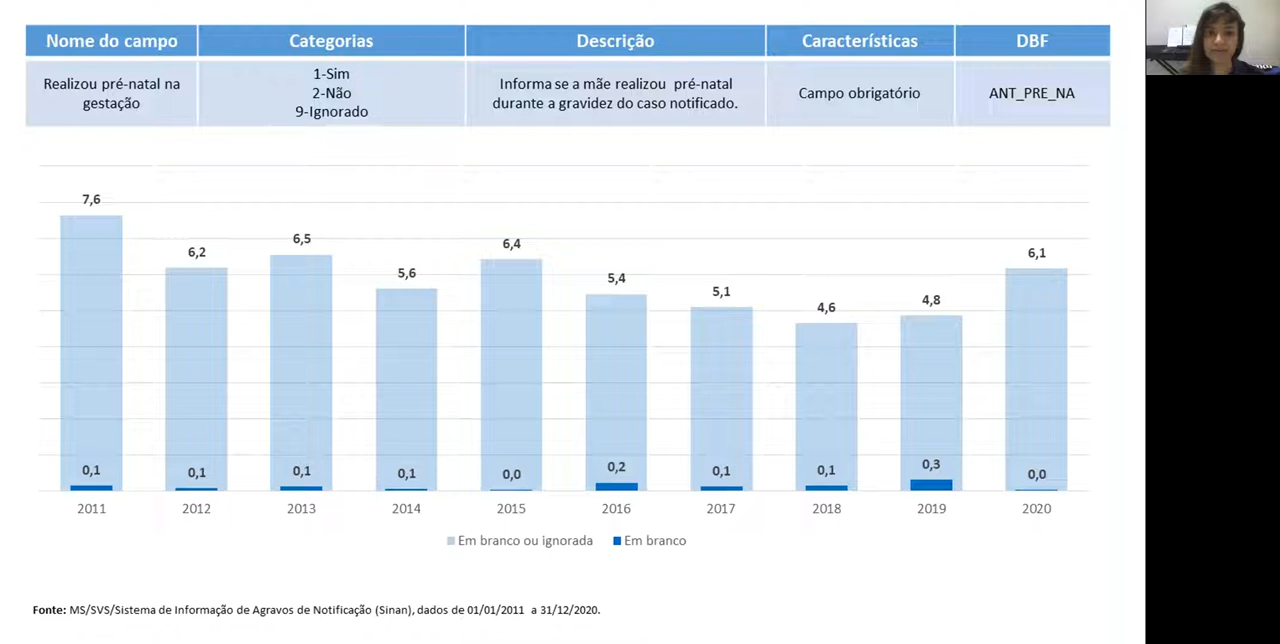 Nome do campo
Categorias
Descrição
Características
DBF
Realizou pré-natal na
gestação
1-Sim
2-Não
9-Ignorado
Informa se a mãe realizou pré-natal
durante a gravidez do caso notificado.
Campo obrigatório
ANT_PRE_NA
7,6
6,2
6,5
5,6
6,4
5,4
5,1
4,6
4,8
6,1
0,1
0,1
0,1
0,1
0,0
0,2
0,1
0,1
0,3
0,0
2011
2012
2013
2014
2015
2016
2017
2018
2019
2020
Em branco ou ignorada
Em branco
Fonte: MS/SVS/Sistema de Informação de Agravos de Notificação (Sinan), dados de 01/01/2011 a 31/12/2020.